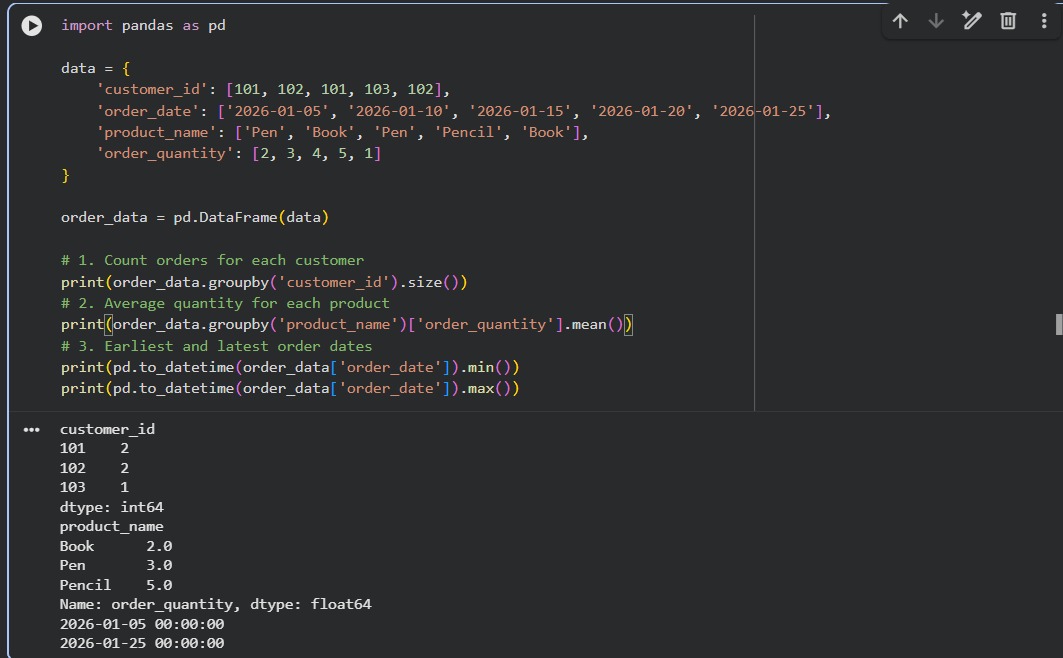 import pandas as pd

data = {
    'customer_id': [101, 102, 101, 103, 102],
    'order_date': ['2026-01-05', '2026-01-10', '2026-01-15', '2026-01-20', '2026-01-25'],
    'product_name': ['Pen', 'Book', 'Pen', 'Pencil', 'Book'],
    'order_quantity': [2, 3, 4, 5, 1]
}

order_data = pd.DataFrame(data)

# 1. Count orders for each customer
print(order_data.groupby('customer_id').size())
# 2. Average quantity for each product
print(order_data.groupby('product_name')['order_quantity'].mean())
# 3. Earliest and latest order dates
print(pd.to_datetime(order_data['order_date']).min())
print(pd.to_datetime(order_data['order_date']).max())

customer_id
101    2
102    2
103    1
dtype: int64
product_name
Book      2.0
Pen       3.0
Pencil    5.0
Name: order_quantity, dtype: float64
2026-01-05 00:00:00
2026-01-25 00:00:00